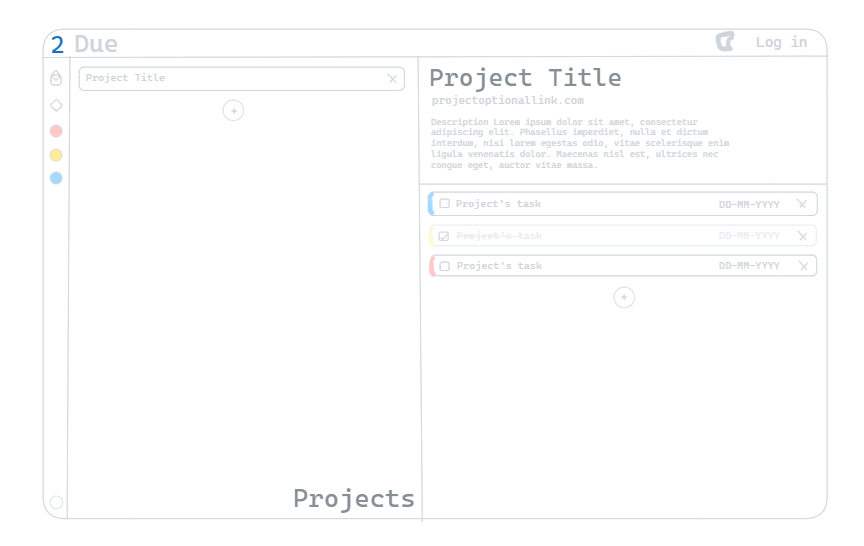 2 Due
Log in
Project Title
Projects
Project Title
projectoptionallink.com
Description Lorem ipsum dolor sit amet, consectetur
adipiscing elit. Phasellus imperdiet, nulla et dictum
interdum, nisi lorem egestas odio, vitae scelerisque enim
ligula venenatis dolor. Maecenas nisl est, ultrices nec
congue eget, auctor vitae massa.
Project's task DD-MM-YYYY
Project's task DD-MM-YYYY
Project's task DD-MM-YYYY